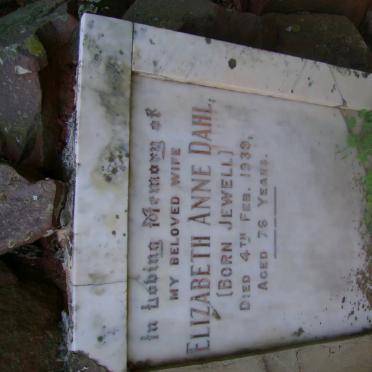 In Loving Memory of
MY BELOVED WIFE
ELIZABETH ANNE DAHL,
(BORN JEWELL)
DIED 4TH FEB. 1939,
AGED 76 YEARS.